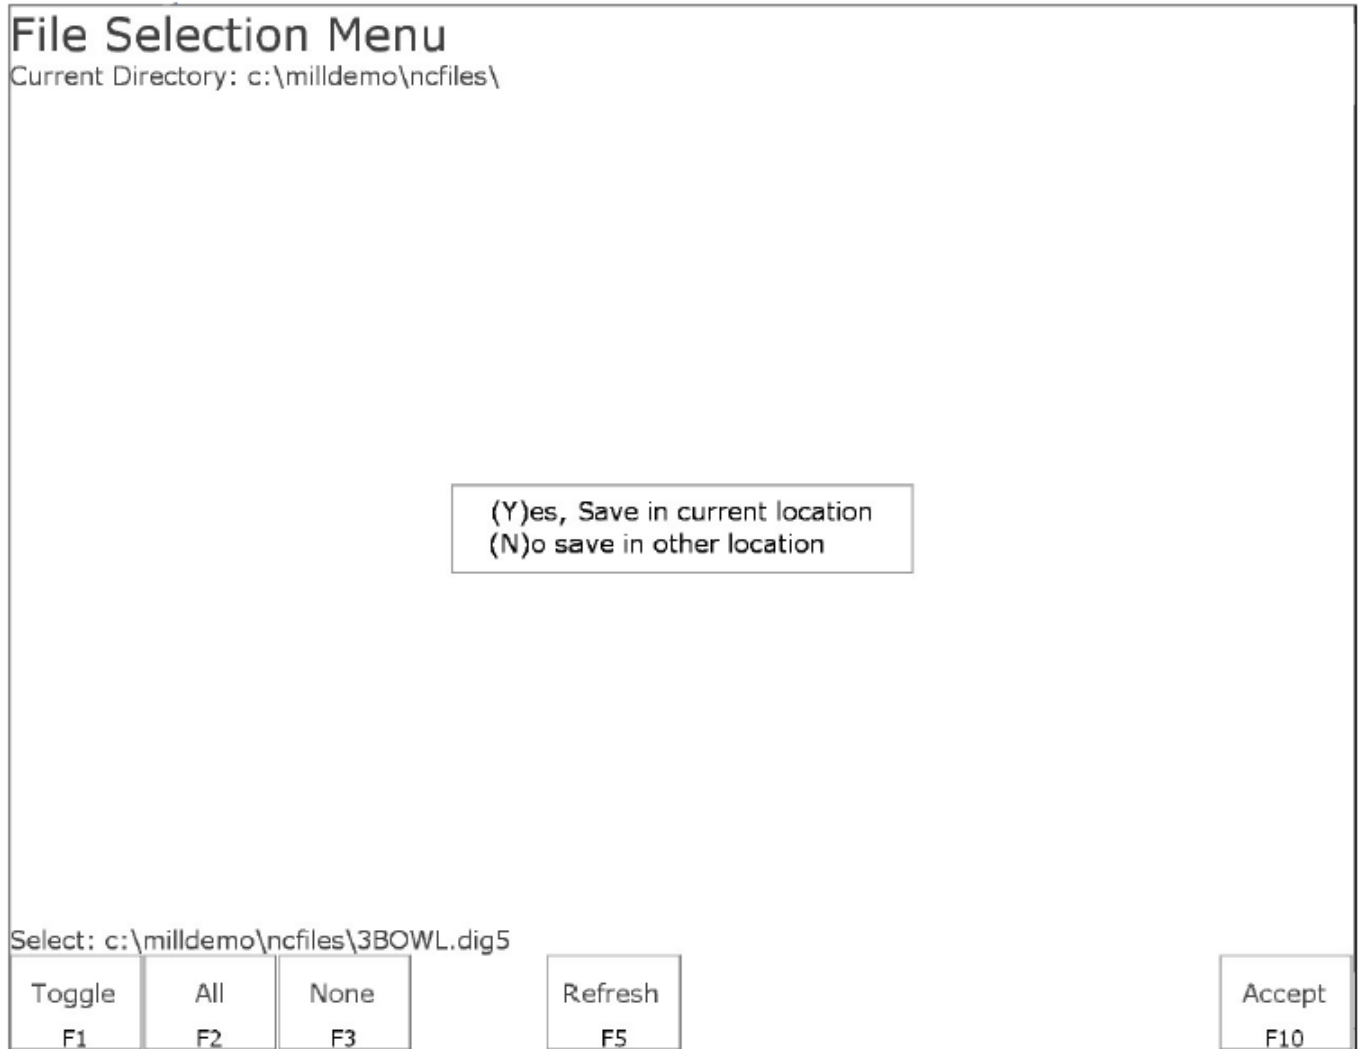 File Selection Menu
Current Directory: c:\milldemo\ncfiles\
(Y)es, Save in current location
(N)o save in other location
Select: c:\milldemo\ncfiles\3BOWL.dig5
Toggle All None Refresh Accept
F1 F2 F3 F5 F10